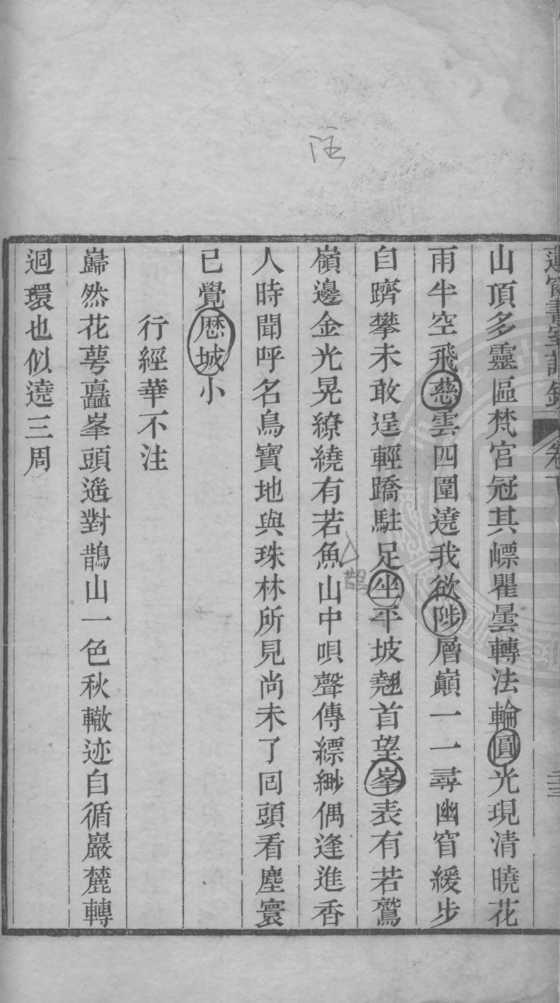 注
山頂多靈區梵宮冠其嶂瞿曇轉法輪圓光現清曉花
雨半空飛慈雲四圍遶我欲陟層巔一一尋幽窅緩步
自躋攀未敢逞輕蹻駐足坐平坡翹首望峯表有若鷲
嶺邊金光晃繚繞有若魚山中唄聲傳縹緲偶逢進香
人時聞呼名鳥寶地與珠林所見尚未了囘頭看塵寰
已覺歷城小
行經華不注
巋然花萼矗峯頭遙對鵲山一色秋轍迹自循巖麓轉
迴環也似遶三周